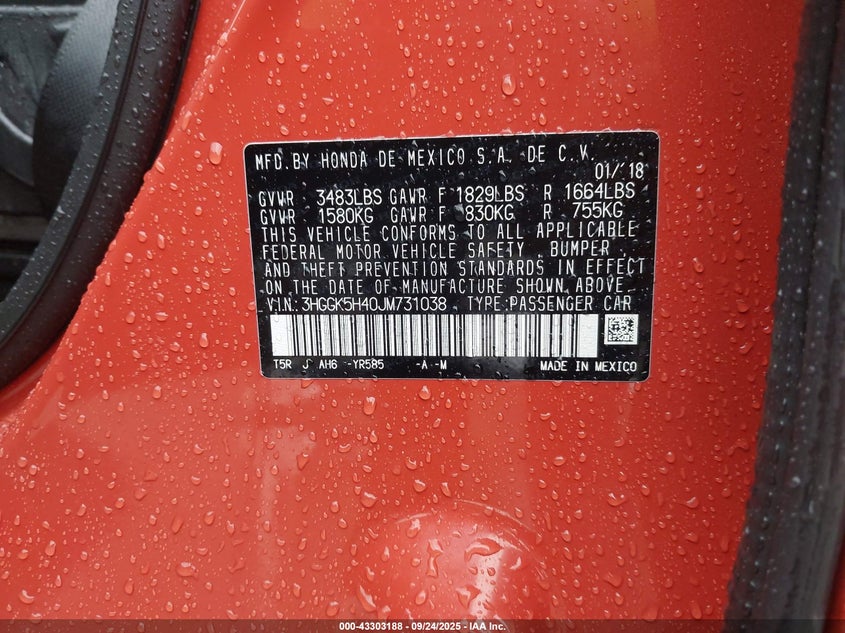 MFD. BY HONDA DE MEXICO S.A. DE C.V.
01/'18
GVWR 3483LBS GAWR F 1829LBS R 1664LBS
GVWR 1580KG GAWR F 830KG R 755KG
THIS VEHICLE CONFORMS TO ALL APPLICABLE
FEDERAL MOTOR VEHICLE SAFETY, BUMPER,
AND THEFT PREVENTION STANDARDS IN EFFECT
ON THE DATE OF MANUFACTURE SHOWN ABOVE.
V.I.N.: 3HGGK5H40JM731038 TYPE:PASSENGER CAR
T5R J AH6 -YR585 -A -M MADE IN MEXICO
000-43303188 - 09/24/2025 - IAA Inc.